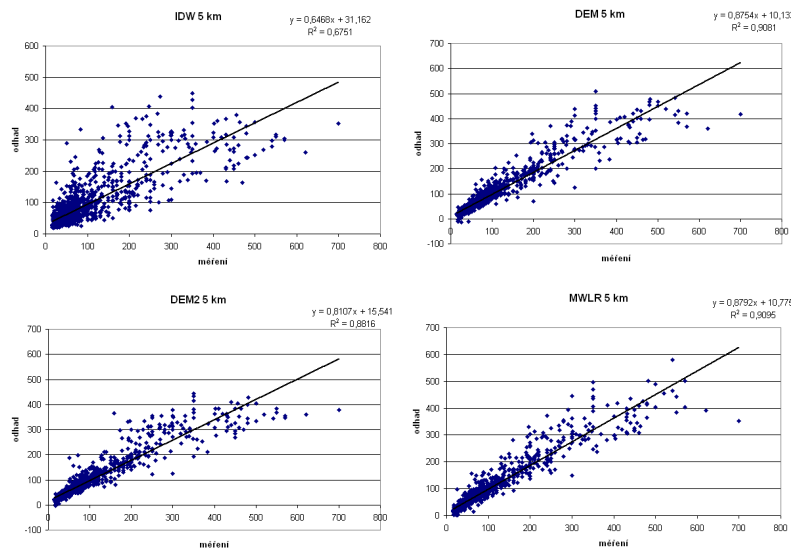 IDW 5 km
y = 0,6468x + 31,162
R² = 0,6751
600
500
400
300
200
100
0
odhad
0 100 200 300 400 500 600 700 800
měření
DEM 5 km
y = 0,8754x + 10,133
R² = 0,9081
700
600
500
400
300
200
100
0
-100
odhad
0 100 200 300 400 500 600 700 800
měření
DEM2 5 km
y = 0,8107x + 15,541
R² = 0,8816
700
600
500
400
300
200
100
0
-100
odhad
0 100 200 300 400 500 600 700 800
měření
MWLR 5 km
y = 0,8792x + 10,775
R² = 0,9095
700
600
500
400
300
200
100
0
odhad
0 100 200 300 400 500 600 700 800
měření